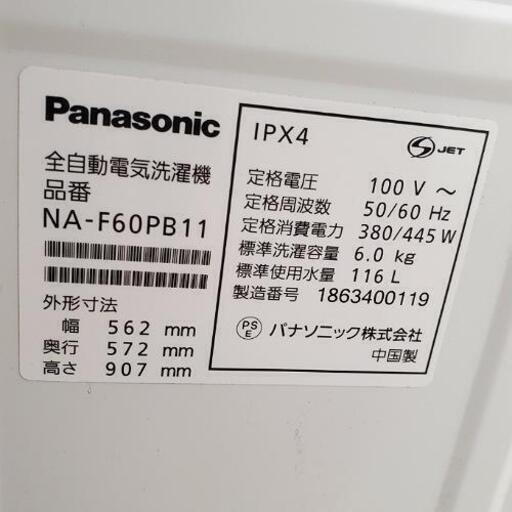 Panasonic
全自動電気洗濯機
品番
NA-F60PB11
外形寸法
幅 562 mm
奥行 572 mm
高さ 907 mm
IPX4
S JET
定格電圧 100 V ～
定格周波数 50/60 Hz
定格消費電力 380/445 W
標準洗濯容量 6.0 kg
標準使用水量 116 L
製造番号 1863400119
PS
E
パナソニック株式会社
中国製